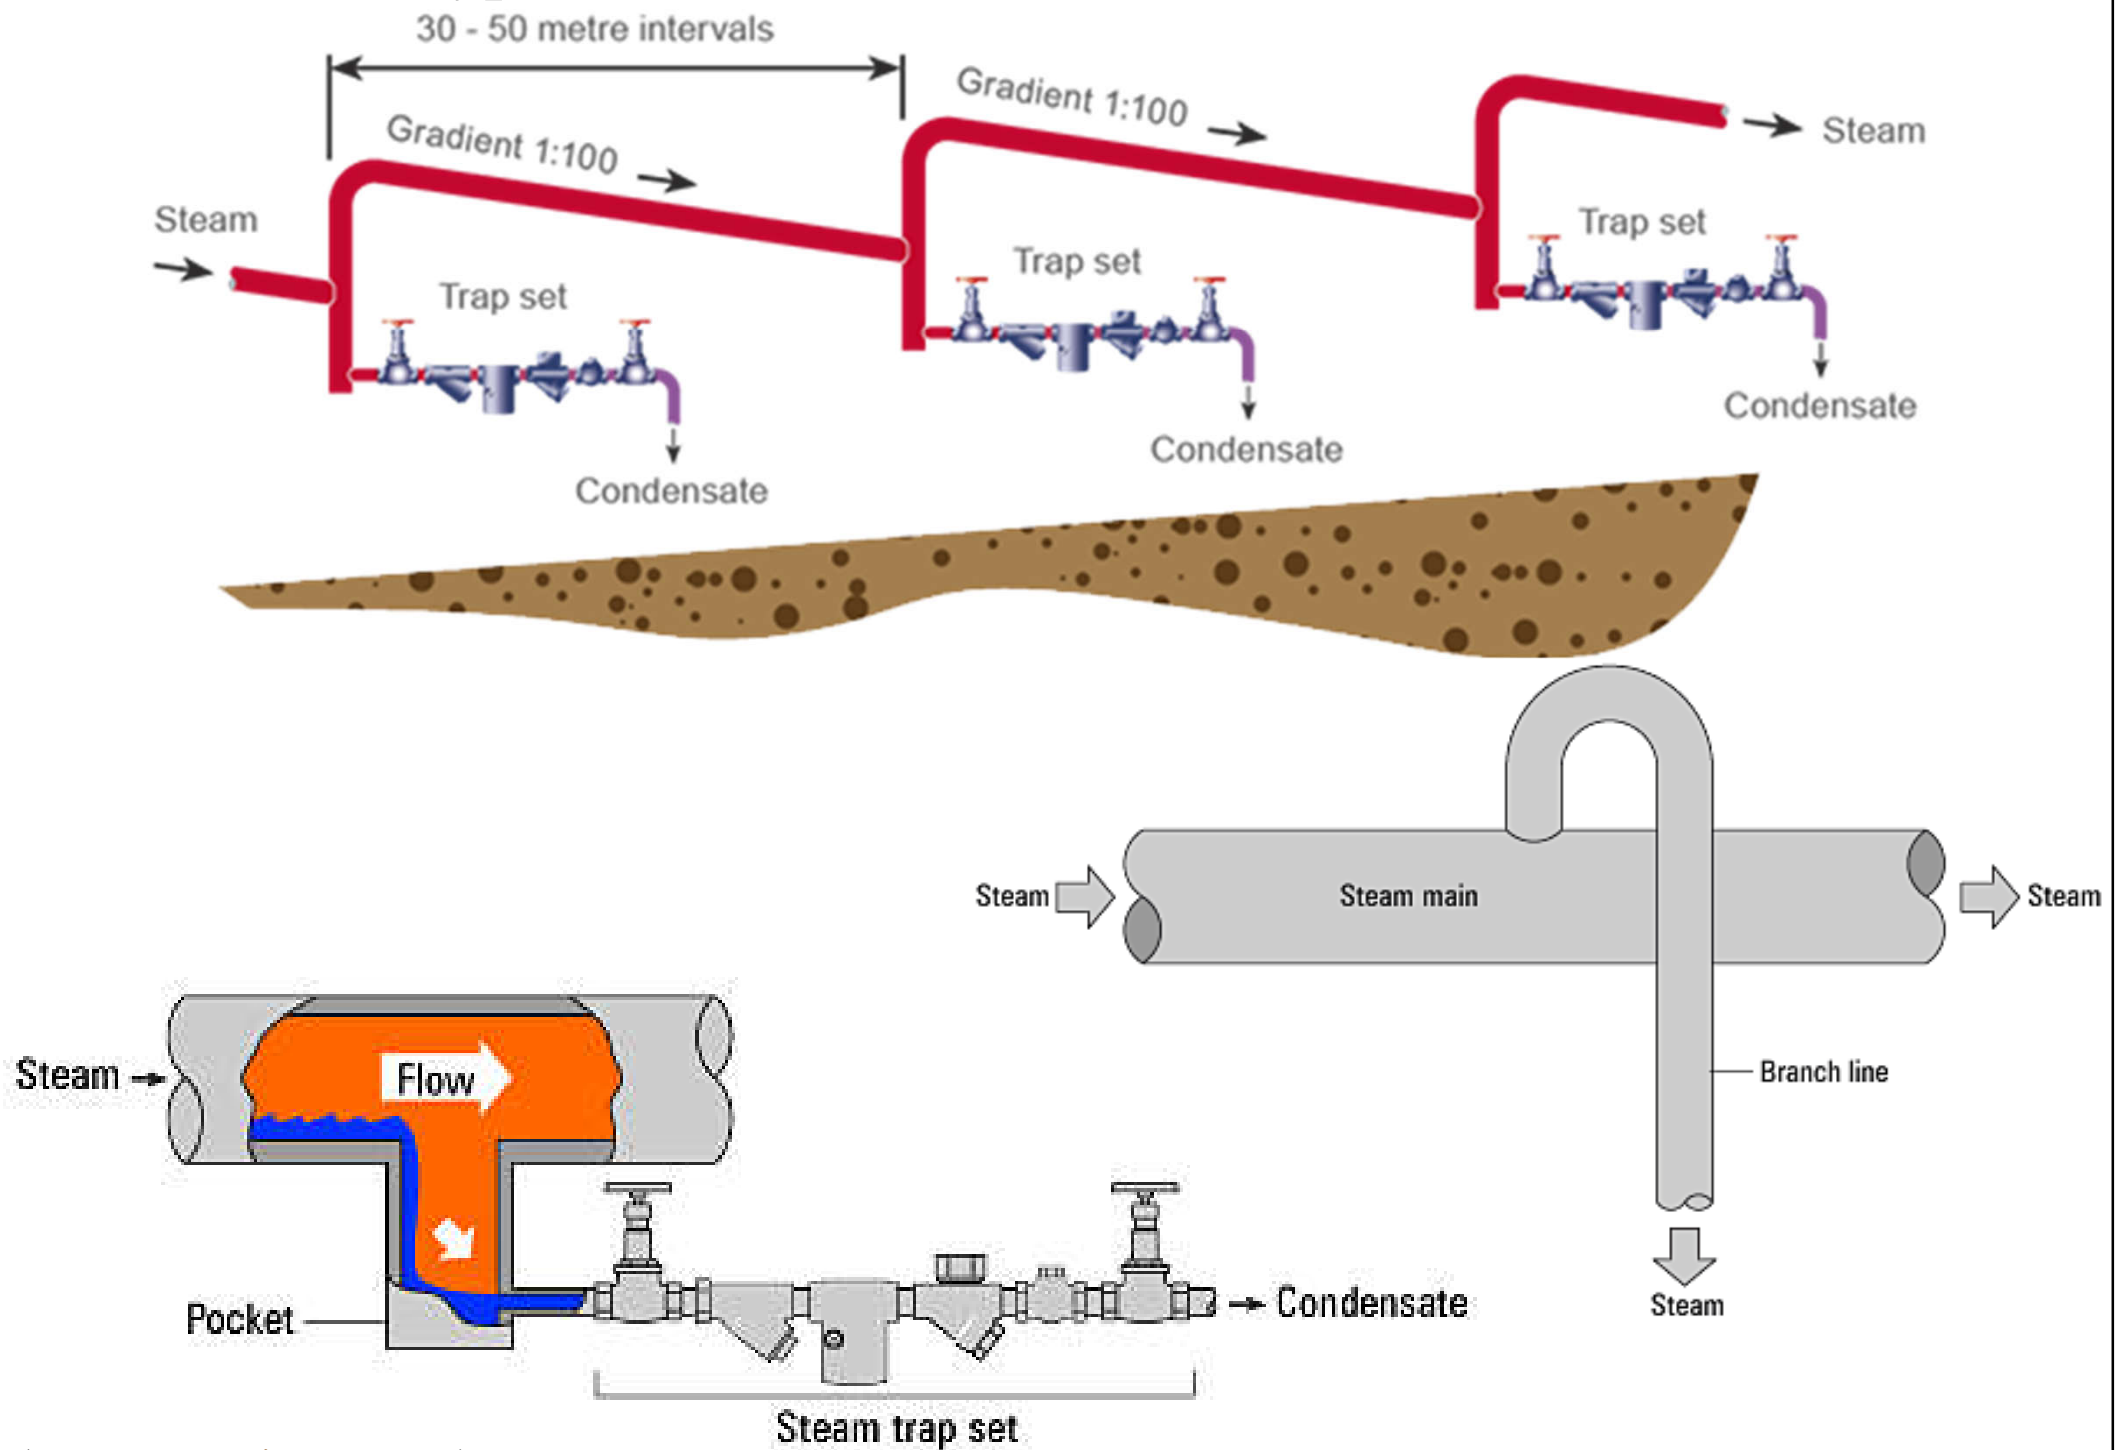 30 - 50 metre intervals
Gradient 1:100
Gradient 1:100
Steam
Steam
Trap set
Trap set
Trap set
Condensate
Condensate
Condensate
Steam
Steam main
Steam
Branch line
Steam
Steam
Flow
Pocket
Condensate
Steam trap set